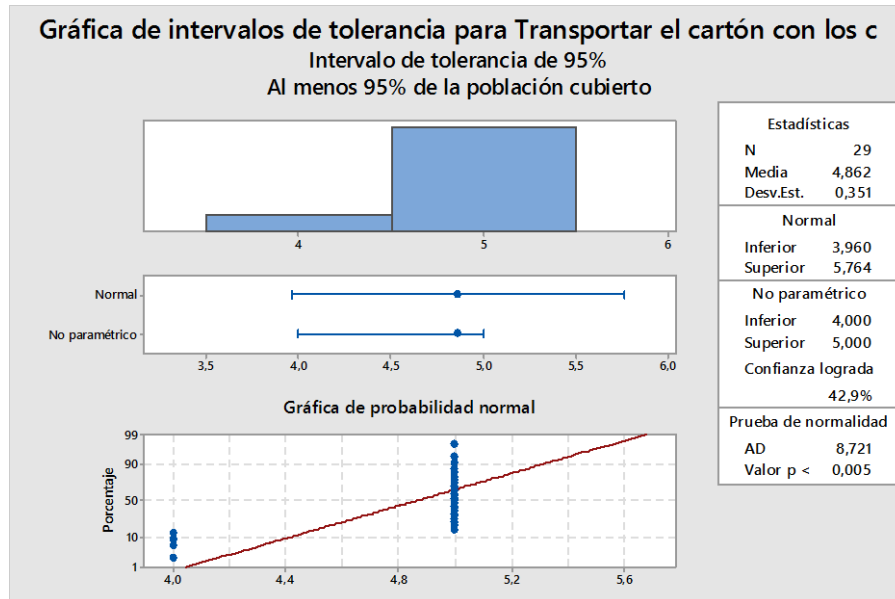 Gráfica de intervalos de tolerancia para Transportar el cartón con los c
Intervalo de tolerancia de 95%
Al menos 95% de la población cubierto
4 5 6
Normal
No paramétrico
3,5 4,0 4,5 5,0 5,5 6,0
Gráfica de probabilidad normal
Porcentaje
99
90
50
10
1
4,0 4,4 4,8 5,2 5,6
Estadísticas
N 29
Media 4,862
Desv.Est. 0,351
Normal
Inferior 3,960
Superior 5,764
No paramétrico
Inferior 4,000
Superior 5,000
Confianza lograda
42,9%
Prueba de normalidad
AD 8,721
Valor p < 0,005